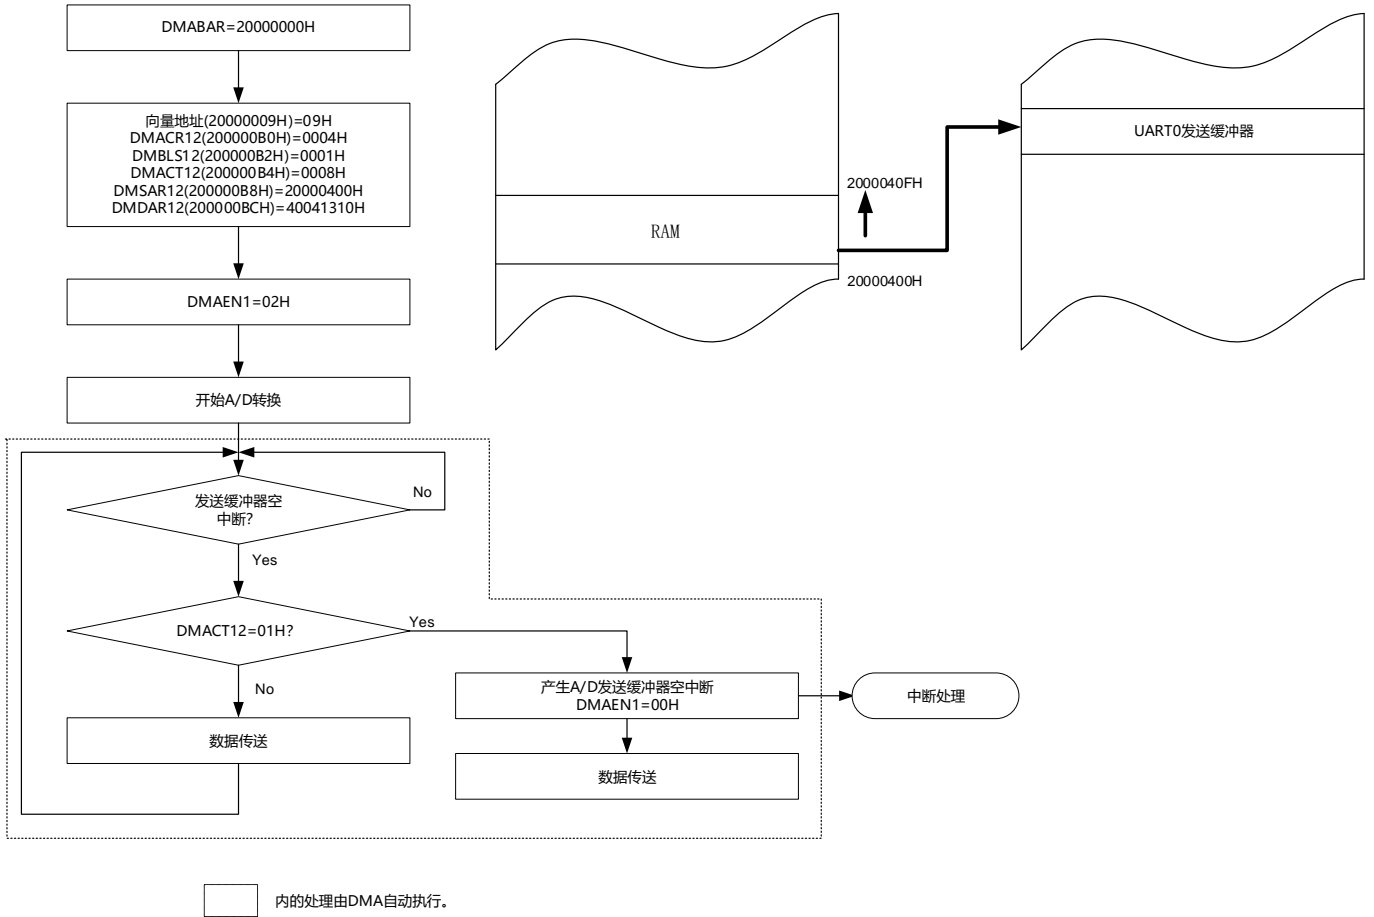 DMABAR=20000000H
向量地址(20000009H)=09H
DMACR12(200000B0H)=0004H
DMBLS12(200000B2H)=0001H
DMACT12(200000B4H)=0008H
DMSAR12(200000B8H)=20000400H
DMDAR12(200000BCH)=40041310H
DMAEN1=02H
开始A/D转换
发送缓冲器空
中断?
No
Yes
DMACT12=01H?
Yes
No
数据传送
产生A/D发送缓冲器空中断
DMAEN1=00H
数据传送
中断处理
RAM
2000040FH
20000400H
UART0发送缓冲器
内的处理由DMA自动执行。